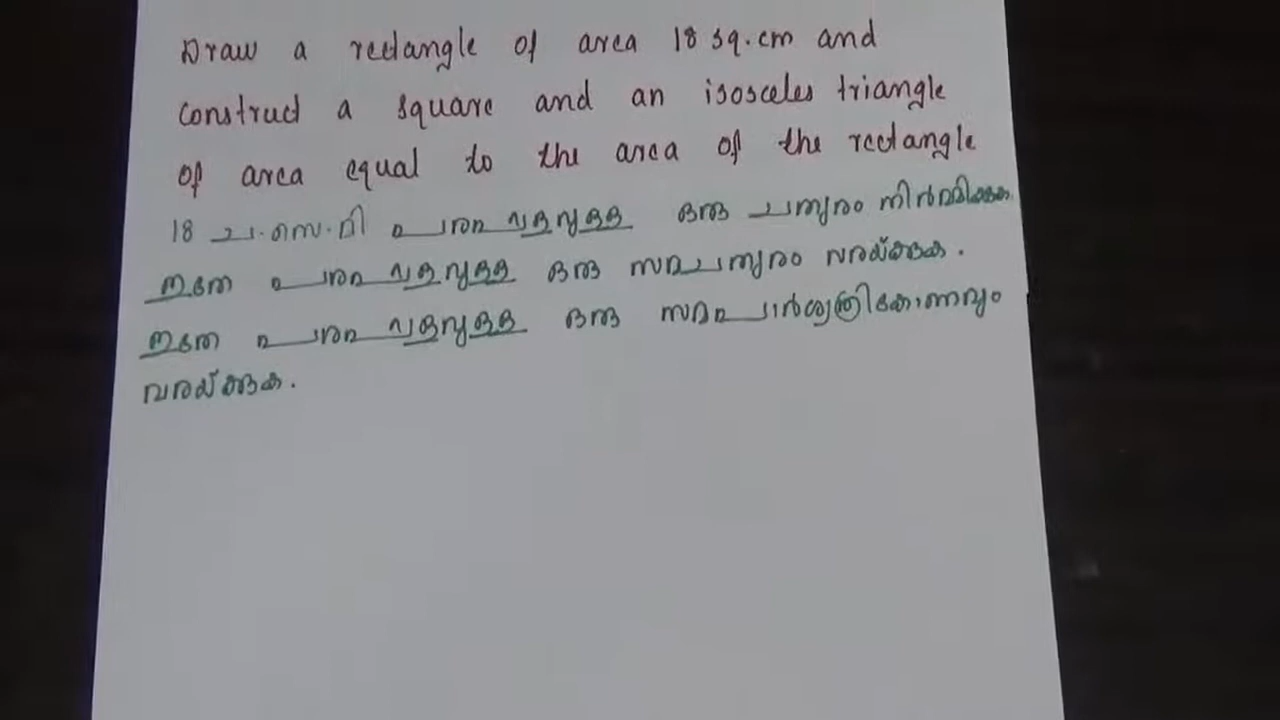 Draw a rectangle of area 18 sq.cm and
construct a square and an isosceles triangle
of area equal to the area of the rectangle
18 ച.സെ.മി പരപ്പളവുള്ള ഒരു ചതുരം നിർമ്മിക്കുക
ഇതേ പരപ്പളവുള്ള ഒരു സമചതുരം വരയ്ക്കുക.
ഇതേ പരപ്പളവുള്ള ഒരു സമപാർശ്വത്രികോണവും
വരയ്ക്കുക.